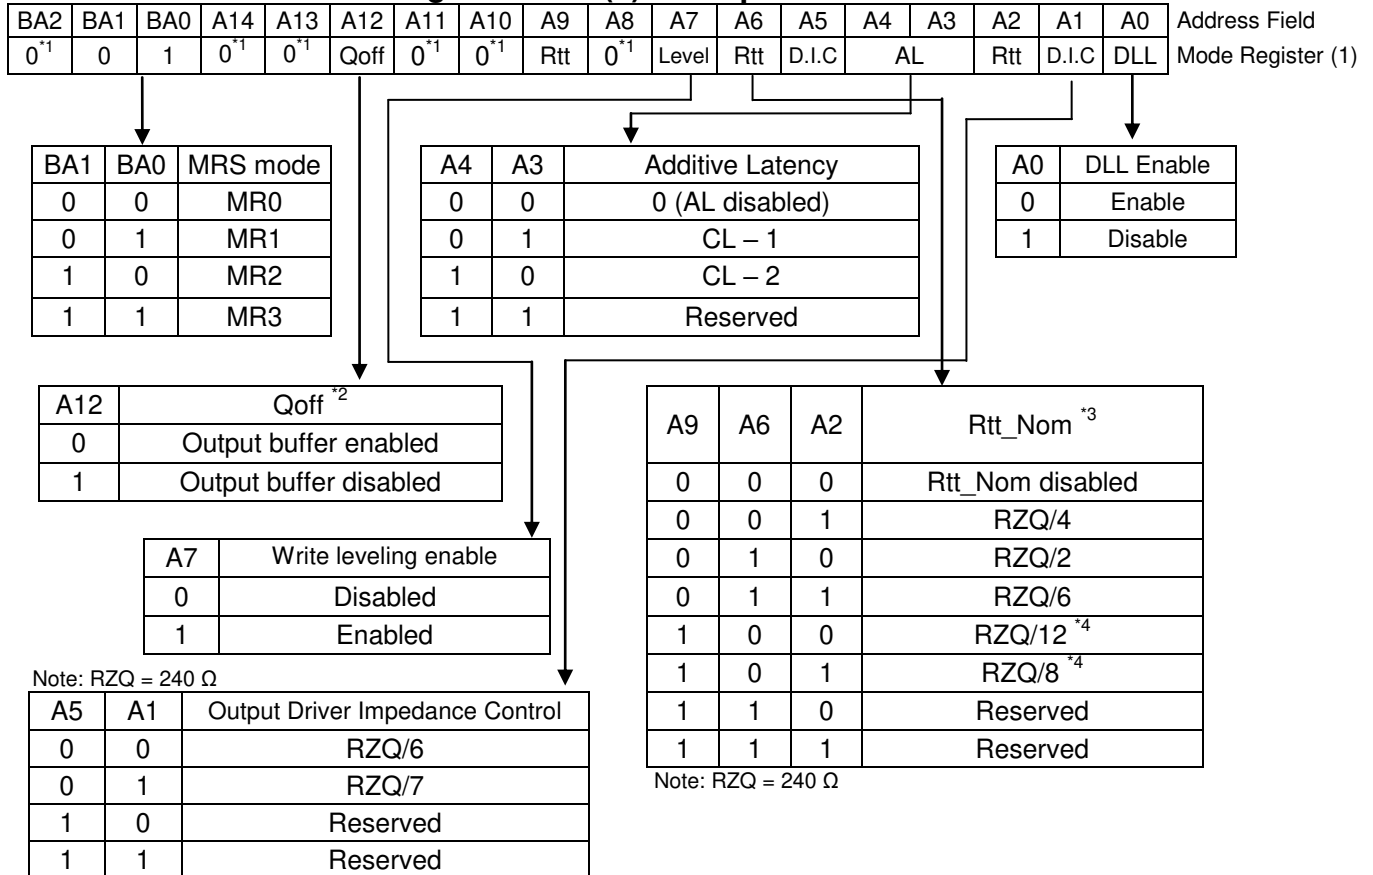 BA2 BA1 BA0 A14 A13 A12 A11 A10 A9 A8 A7 A6 A5 A4 A3 A2 A1 A0 Address Field
0*1 0 1 0*1 0*1 Qoff 0*1 0*1 Rtt 0*1 Level Rtt D.I.C AL Rtt D.I.C DLL Mode Register (1)
BA1 BA0 MRS mode
0 0 MR0
0 1 MR1
1 0 MR2
1 1 MR3
A4 A3 Additive Latency
0 0 0 (AL disabled)
0 1 CL – 1
1 0 CL – 2
1 1 Reserved
A0 DLL Enable
0 Enable
1 Disable
A12 Qoff *2
0 Output buffer enabled
1 Output buffer disabled
A7 Write leveling enable
0 Disabled
1 Enabled
Note: RZQ = 240 Ω
A5 A1 Output Driver Impedance Control
0 0 RZQ/6
0 1 RZQ/7
1 0 Reserved
1 1 Reserved
A9 A6 A2 Rtt_Nom *3
0 0 0 Rtt_Nom disabled
0 0 1 RZQ/4
0 1 0 RZQ/2
0 1 1 RZQ/6
1 0 0 RZQ/12 *4
1 0 1 RZQ/8 *4
1 1 0 Reserved
1 1 1 Reserved
Note: RZQ = 240 Ω